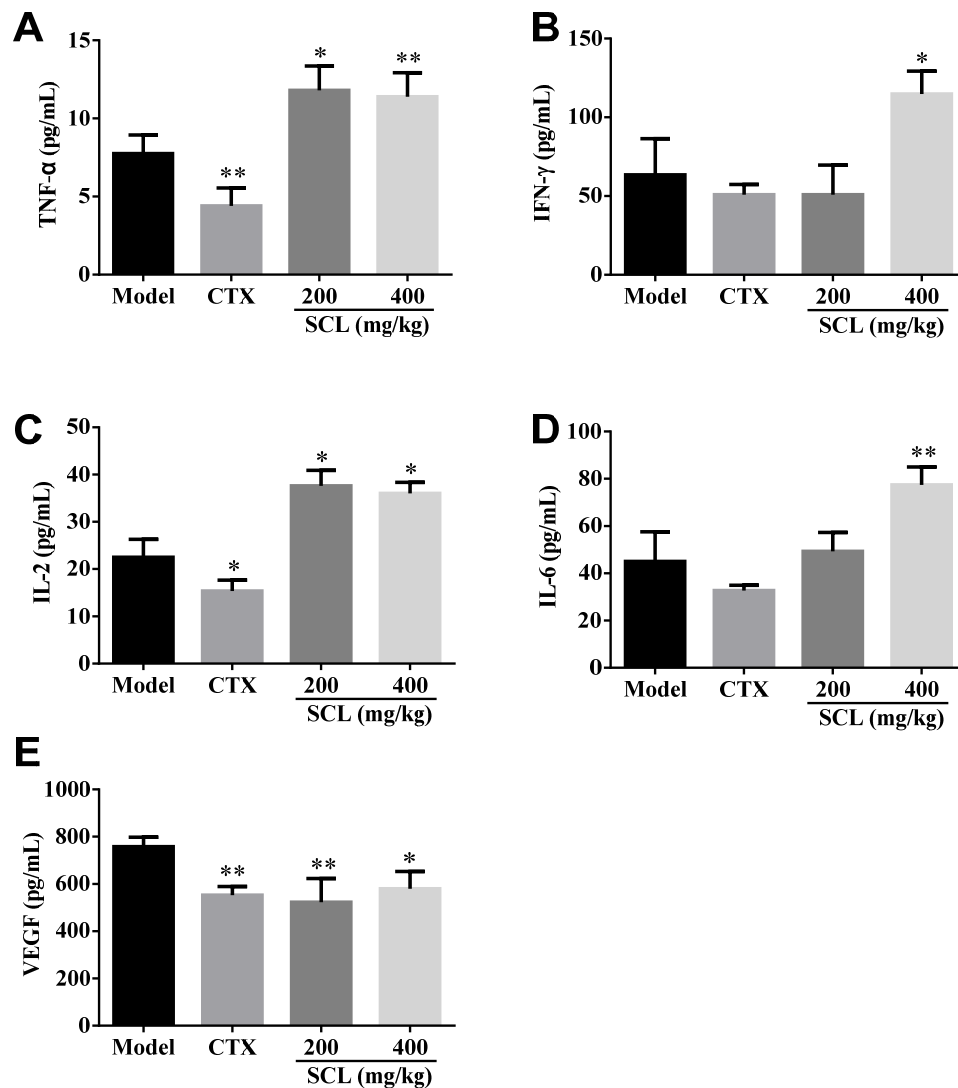 A
TNF-α (pg/mL)
15
10
5
0
* **
**
Model CTX 200 400
SCL (mg/kg)
B
IFN-γ (pg/mL)
150
100
50
0
*
Model CTX 200 400
SCL (mg/kg)
C
IL-2 (pg/mL)
50
40
30
20
10
0
* *
*
Model CTX 200 400
SCL (mg/kg)
D
IL-6 (pg/mL)
100
80
60
40
20
0
**
Model CTX 200 400
SCL (mg/kg)
E
VEGF (pg/mL)
1000
800
600
400
200
0
** ** *
Model CTX 200 400
SCL (mg/kg)